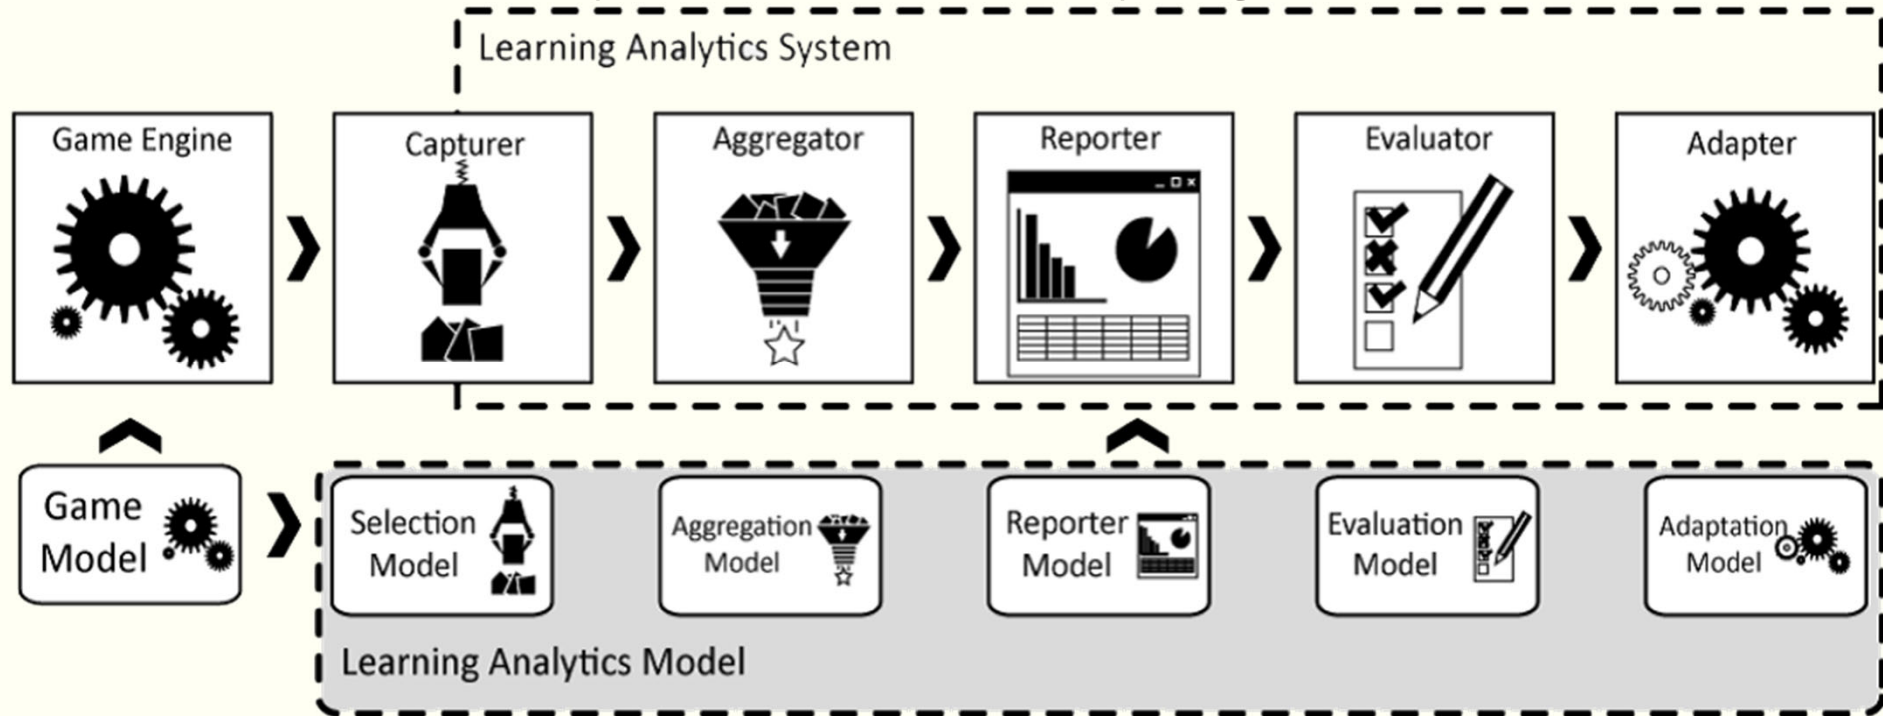 Learning Analytics System
Game Engine
Capturer
Aggregator
Reporter
Evaluator
Adapter
Game
Model
Selection
Model
Aggregation
Model
Reporter
Model
Evaluation
Model
Adaptation
Model
Learning Analytics Model